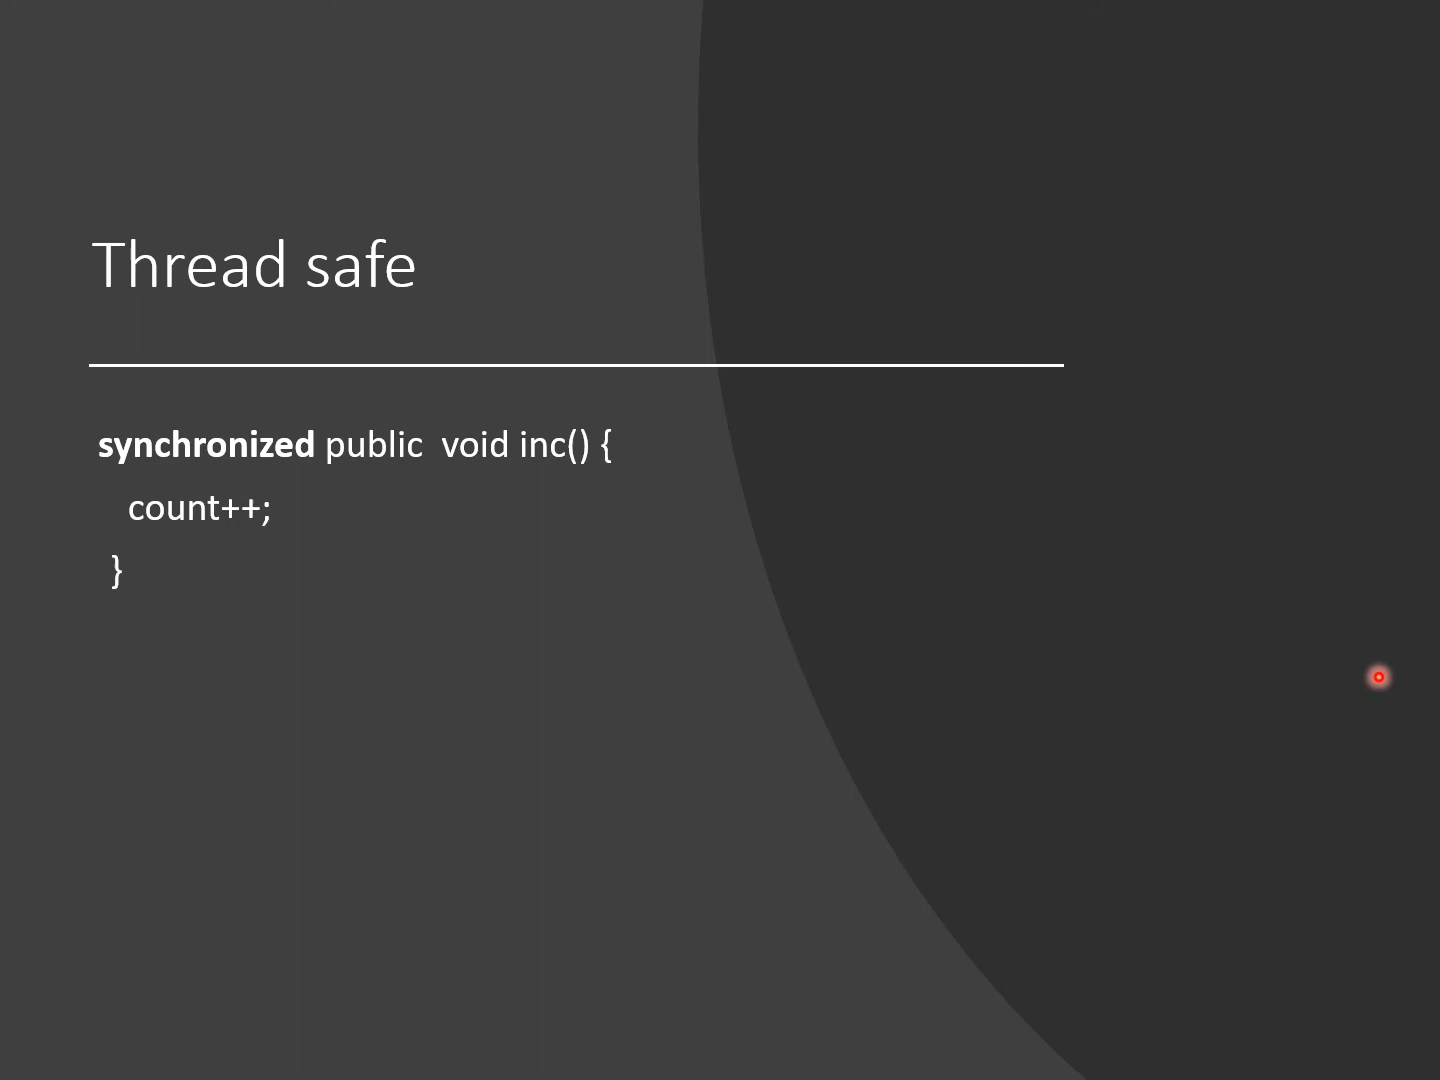 Thread safe
synchronized public  void inc() {
count++;
}